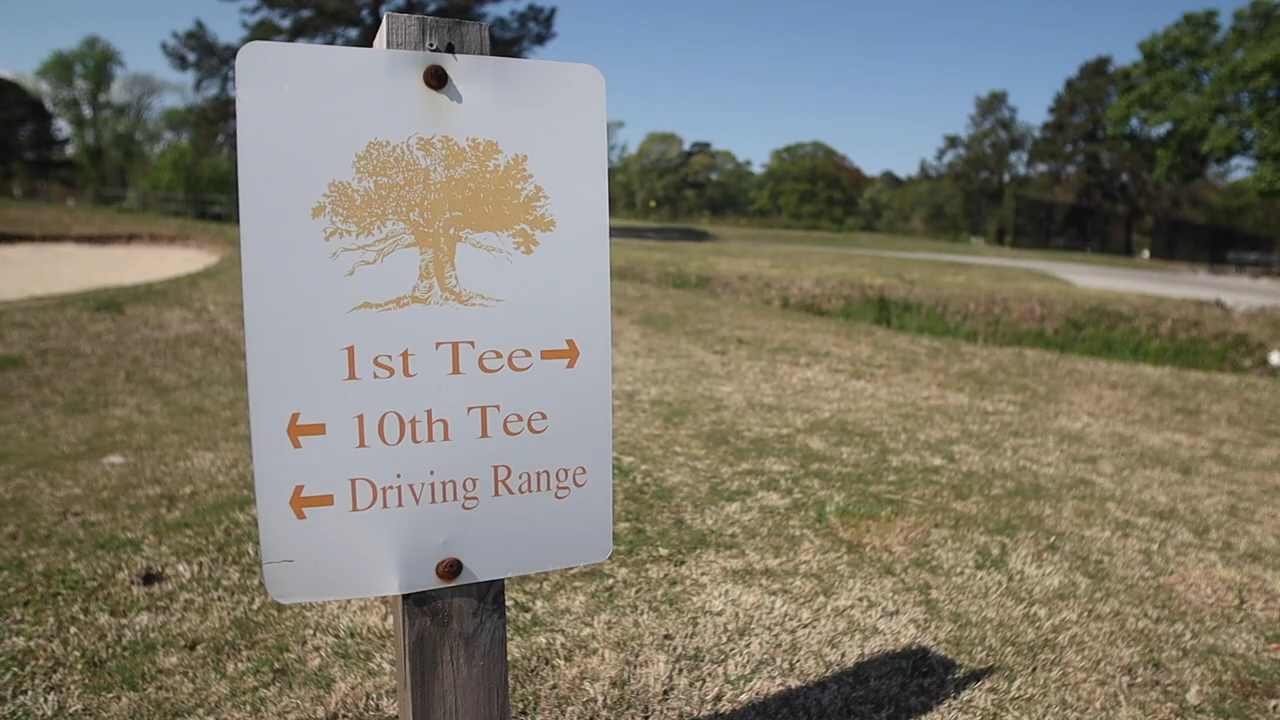 1st Tee→
← 10th Tee
← Driving Range